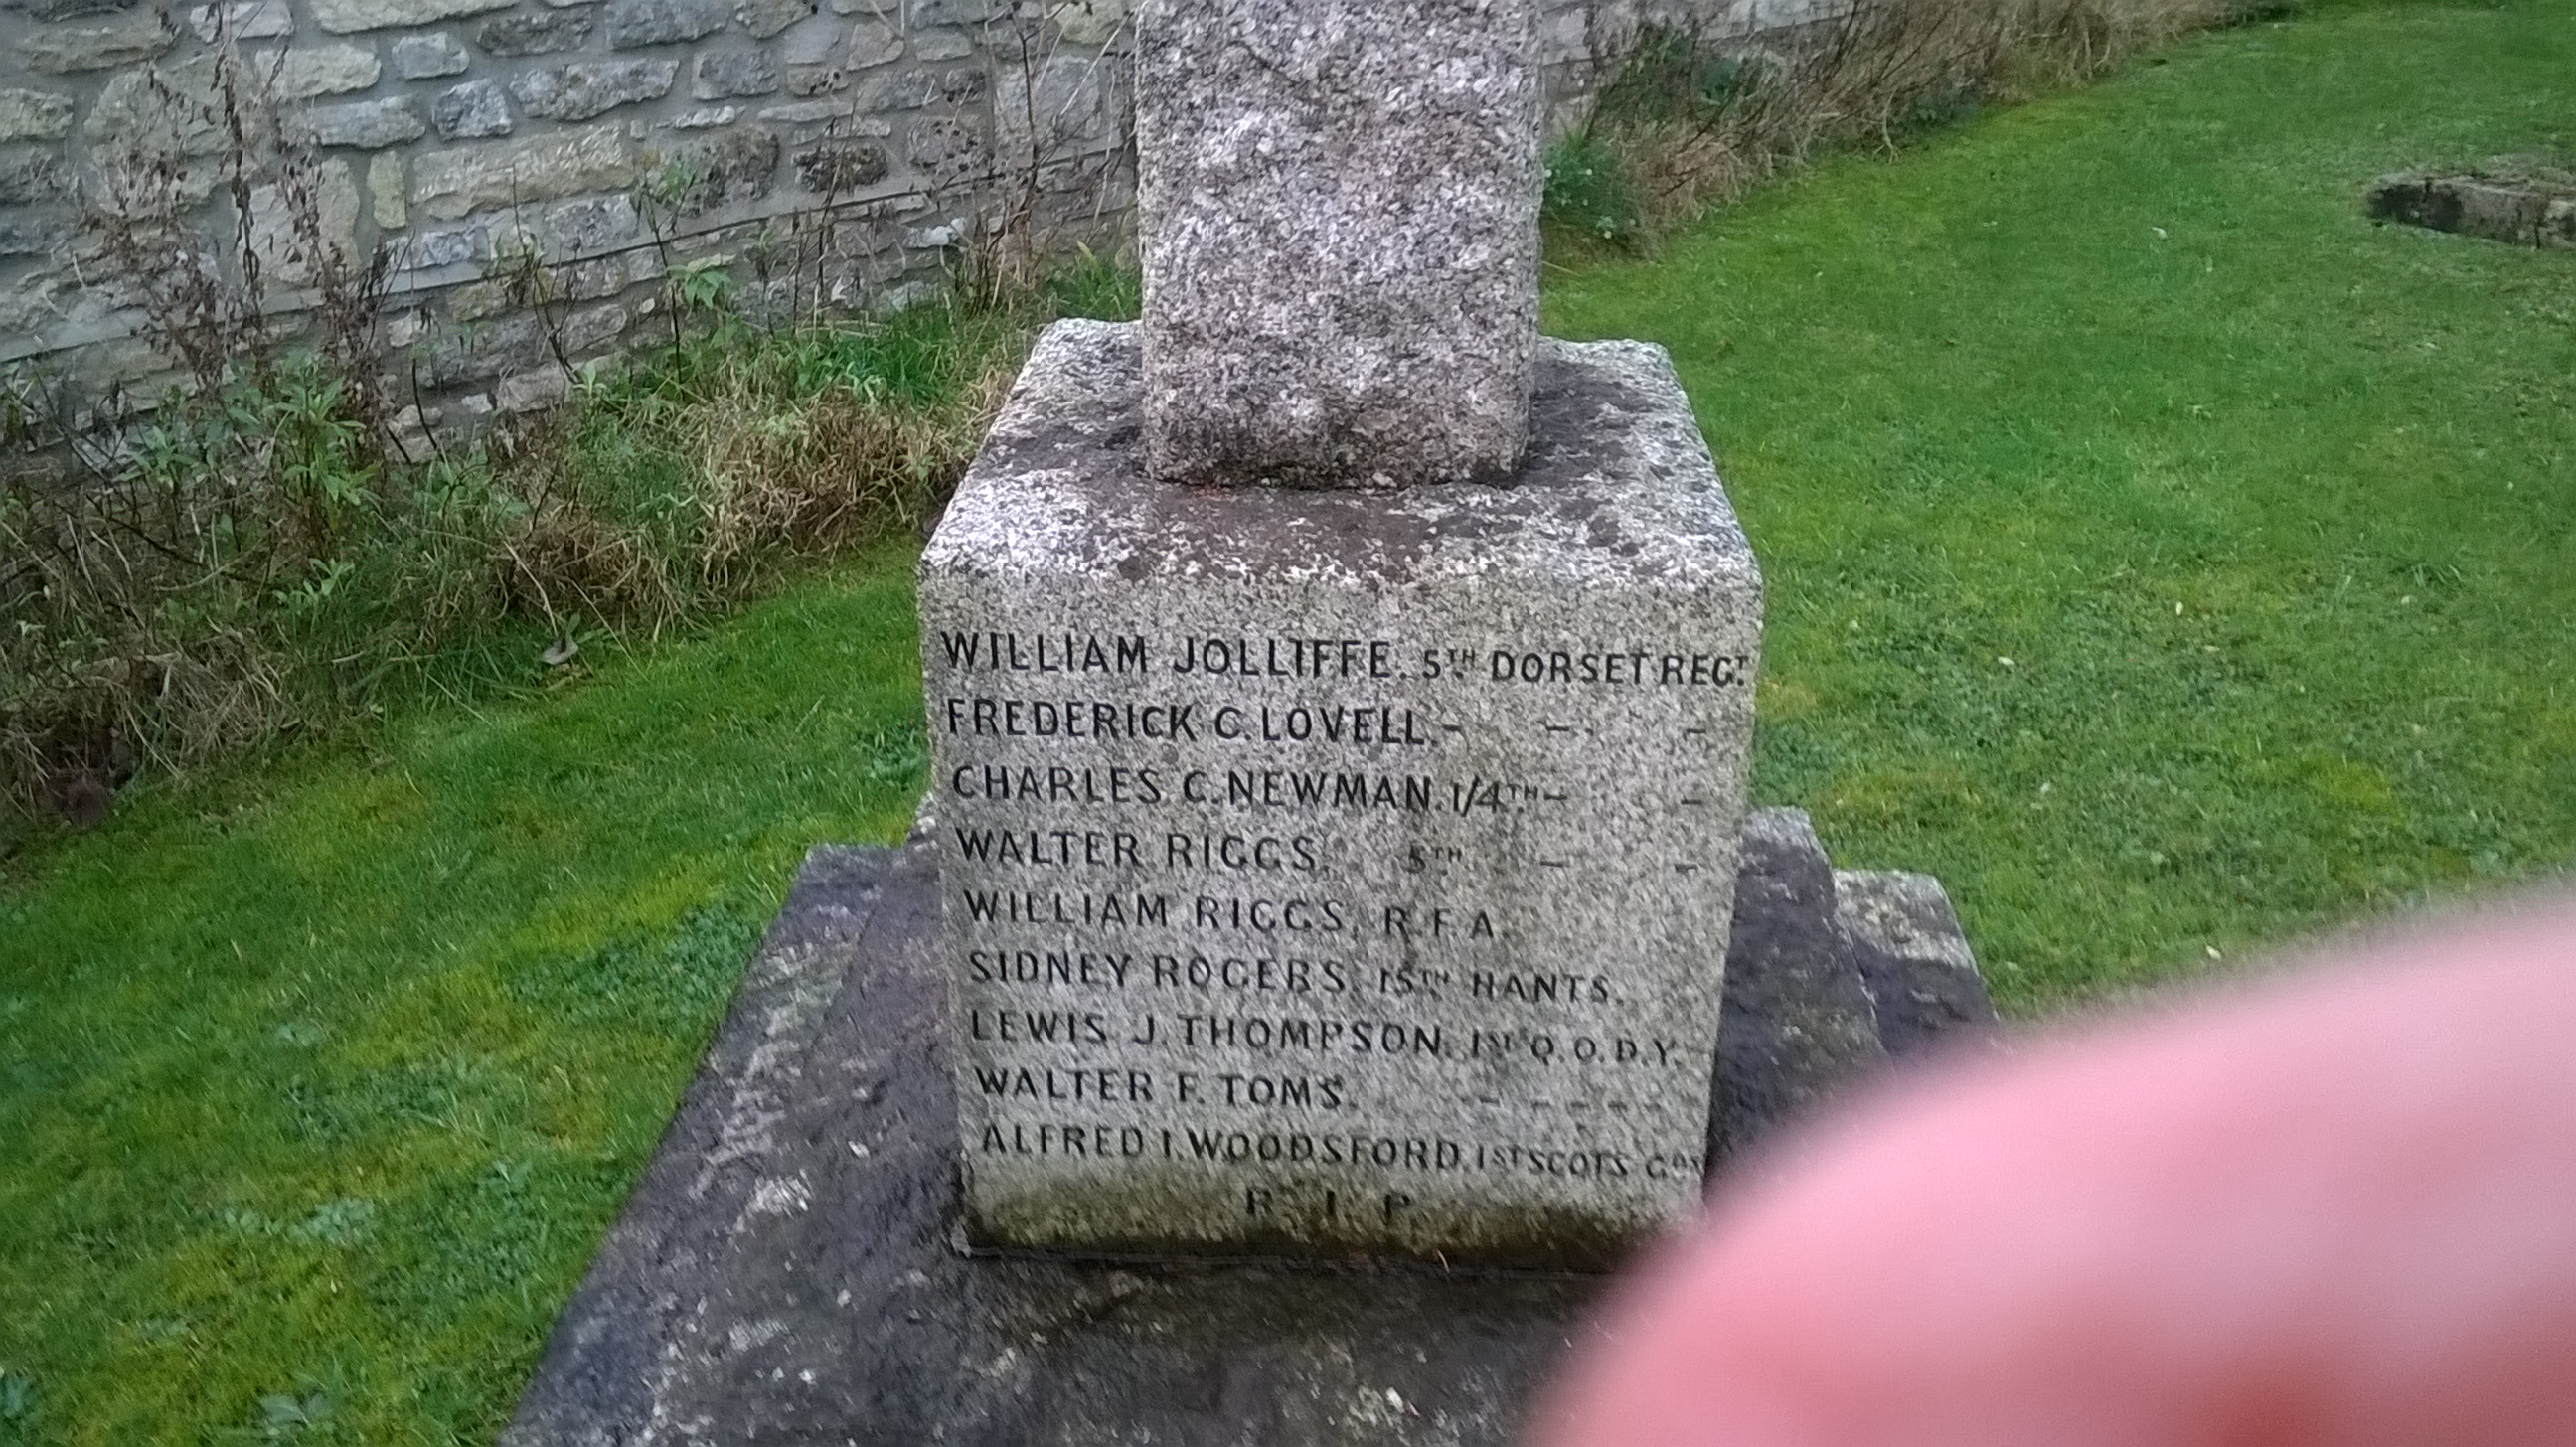 WILLIAM JOLLIFFE. 5TH DORSET REGT.
FREDERICK C. LOVELL. - - -
CHARLES C. NEWMAN. 1/4TH - -
WALTER RIGGS. 5TH - -
WILLIAM RIGGS. R.F.A.
SIDNEY ROGERS. 15TH HANTS.
LEWIS J. THOMPSON. 1ST Q.O.D.Y.
WALTER F. TOMS. - - - - -
ALFRED I. WOODSFORD. 1ST SCOTS GDS
R I P